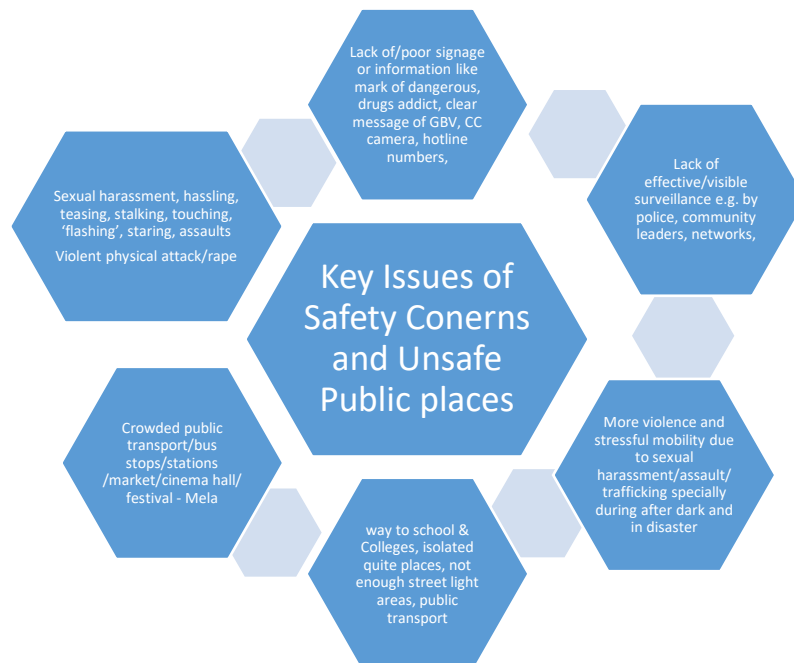 Lack of/poor signage
or information like
mark of dangerous,
drugs addict, clear
message of GBV, CC
camera, hotline
numbers,
Lack of
effective/visible
surveillance e.g. by
police, community
leaders, networks,
More violence and
stressful mobility due
to sexual
harassment/assault/
trafficking specially
during after dark and
in disaster
way to school &
Colleges, isolated
quite places, not
enough street light
areas, public
transport
Crowded public
transport/bus
stops/stations
/market/cinema hall/
festival - Mela
Sexual harassment, hassling,
teasing, stalking, touching,
‘flashing’, staring, assaults
Violent physical attack/rape
Key Issues of
Safety Conerns
and Unsafe
Public places